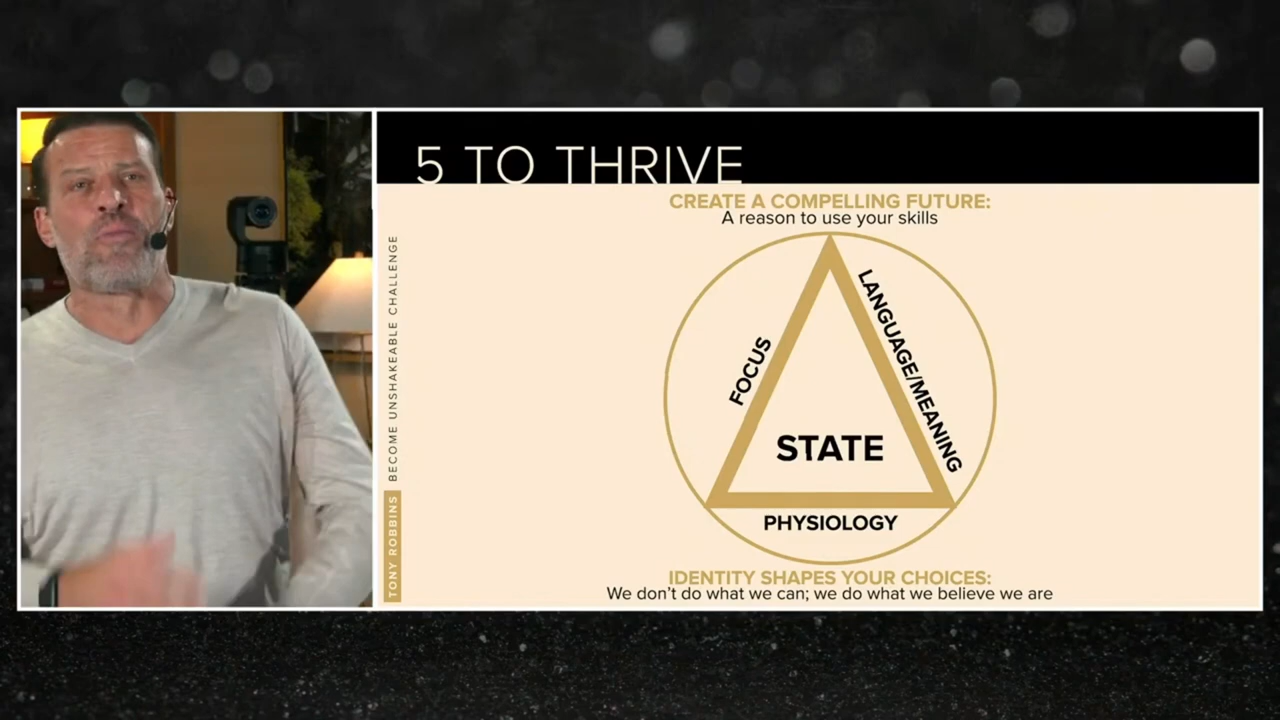 5 TO THRIVE
CREATE A COMPELLING FUTURE:
A reason to use your skills
FOCUS
LANGUAGE/MEANING
STATE
PHYSIOLOGY
IDENTITY SHAPES YOUR CHOICES:
We don't do what we can; we do what we believe we are
TONY ROBBINS BECOME UNSHAKEABLE CHALLENGE